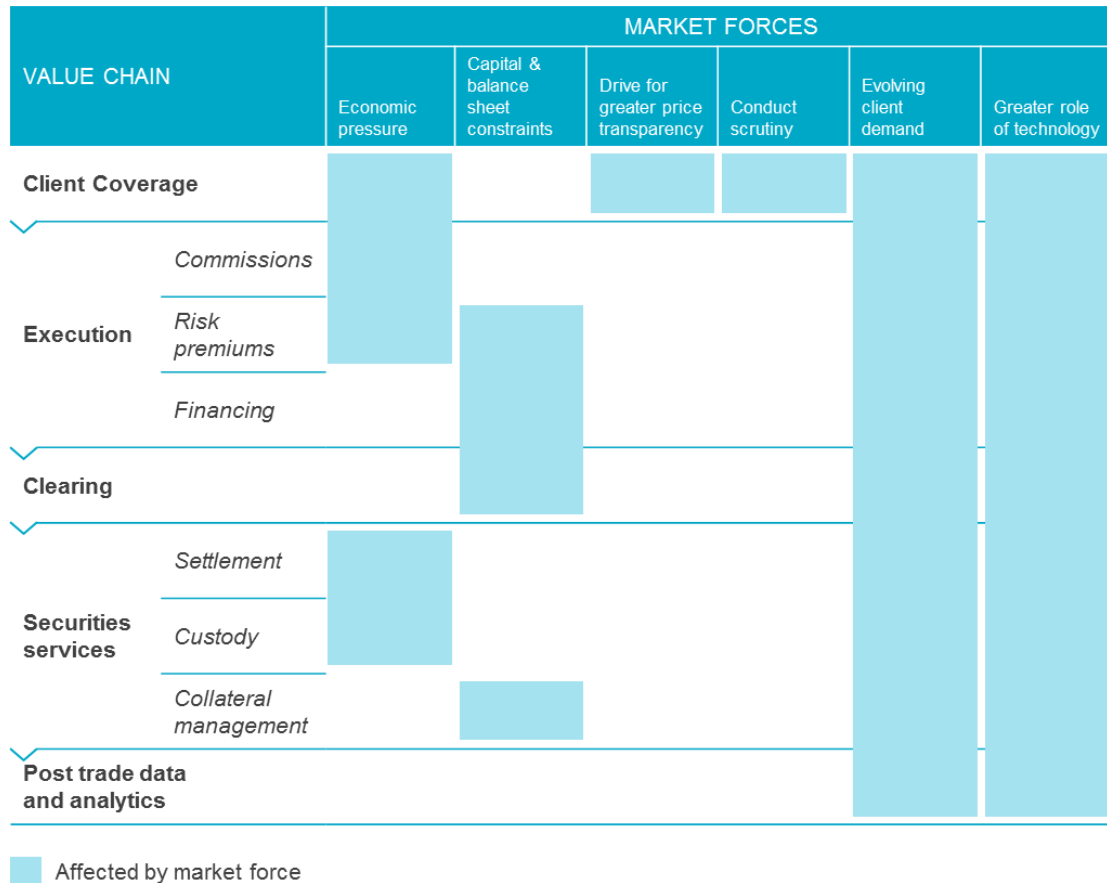 MARKET FORCES
VALUE CHAIN
Economic
pressure
Capital &
balance
sheet
constraints
Drive for
greater price
transparency
Conduct
scrutiny
Evolving
client
demand
Greater role
of technology
Client Coverage
Execution
Commissions
Risk
premiums
Financing
Clearing
Securities
services
Settlement
Custody
Collateral
management
Post trade data
and analytics
Affected by market force